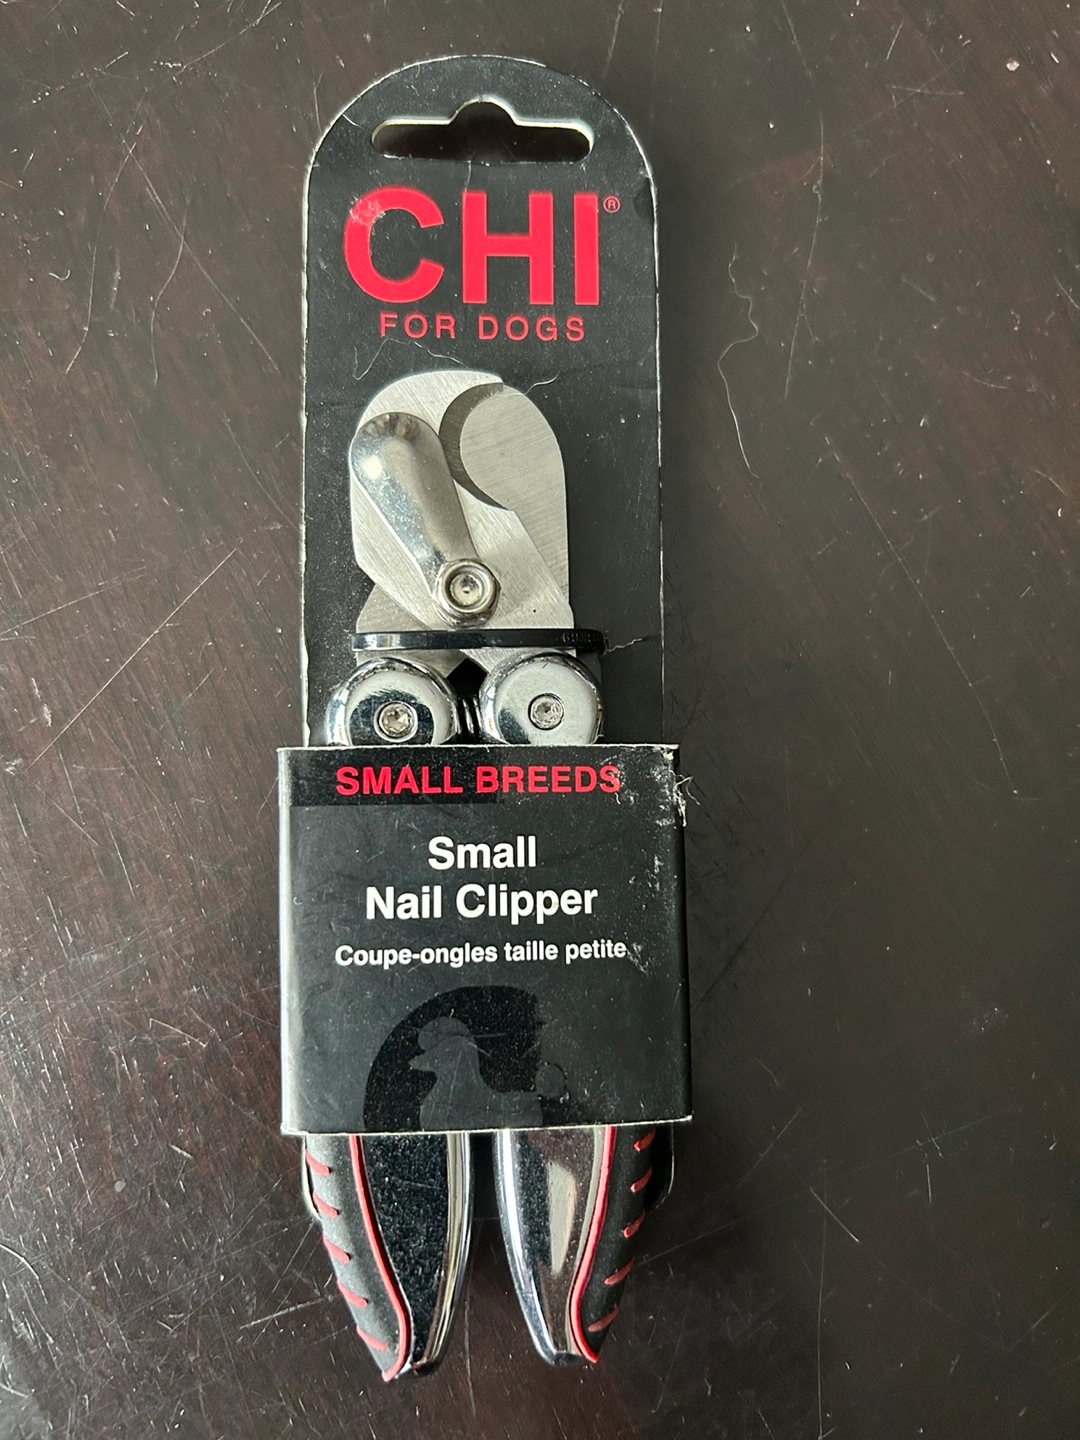 CHI®
FOR DOGS
SMALL BREEDS
Small
Nail Clipper
Coupe-ongles taille petite